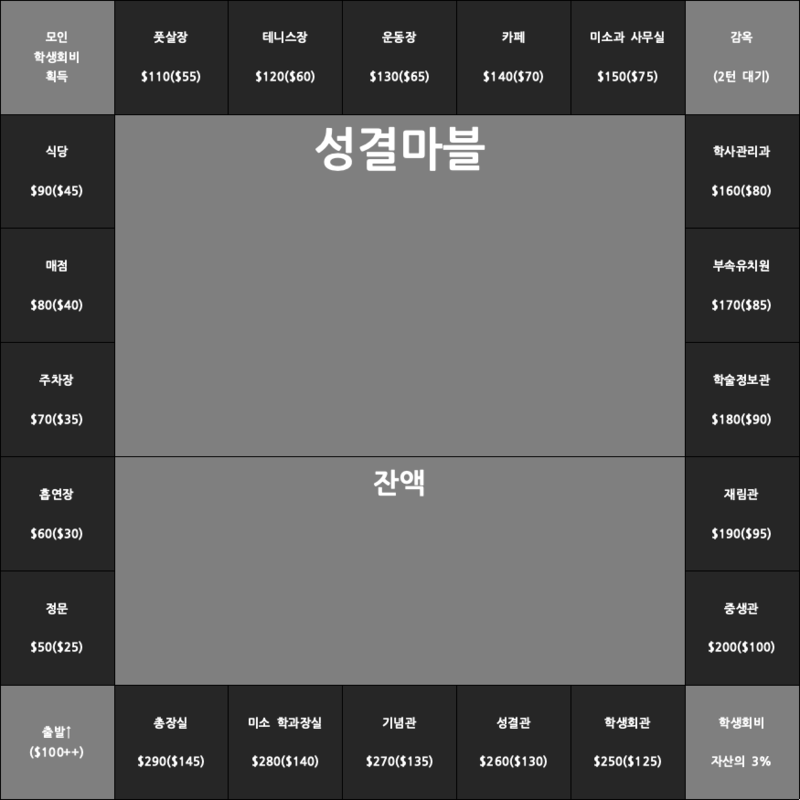 모인
학생회비
획득
풋살장
$110($55)
테니스장
$120($60)
운동장
$130($65)
카페
$140($70)
미소과 사무실
$150($75)
감옥
(2턴 대기)
식당
$90($45)
성결마블
학사관리과
$160($80)
매점
$80($40)
부속유치원
$170($85)
주차장
$70($35)
학술정보관
$180($90)
흡연장
$60($30)
잔액
재림관
$190($95)
정문
$50($25)
중생관
$200($100)
출발↑
($100++)
총장실
$290($145)
미소 학과장실
$280($140)
기념관
$270($135)
성결관
$260($130)
학생회관
$250($125)
학생회비
자산의 3%